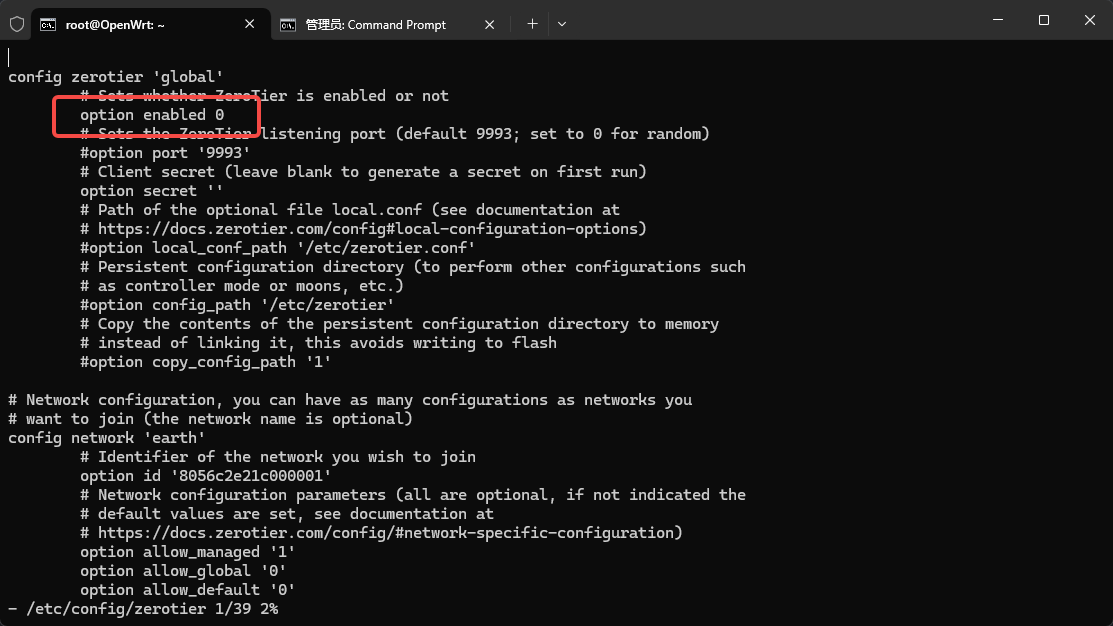 root@OpenWrt: ~
管理员: Command Prompt
config zerotier 'global'
# Sets whether ZeroTier is enabled or not
option enabled 0
# Sets the ZeroTier listening port (default 9993; set to 0 for random)
#option port '9993'
# Client secret (leave blank to generate a secret on first run)
option secret ''
# Path of the optional file local.conf (see documentation at
# https://docs.zerotier.com/config#local-configuration-options)
#option local_conf_path '/etc/zerotier.conf'
# Persistent configuration directory (to perform other configurations such
# as controller mode or moons, etc.)
#option config_path '/etc/zerotier'
# Copy the contents of the persistent configuration directory to memory
# instead of linking it, this avoids writing to flash
#option copy_config_path '1'
# Network configuration, you can have as many configurations as networks you
# want to join (the network name is optional)
config network 'earth'
# Identifier of the network you wish to join
option id '8056c2e21c000001'
# Network configuration parameters (all are optional, if not indicated the
# default values are set, see documentation at
# https://docs.zerotier.com/config/#network-specific-configuration)
option allow_managed '1'
option allow_global '0'
option allow_default '0'
- /etc/config/zerotier 1/39 2%